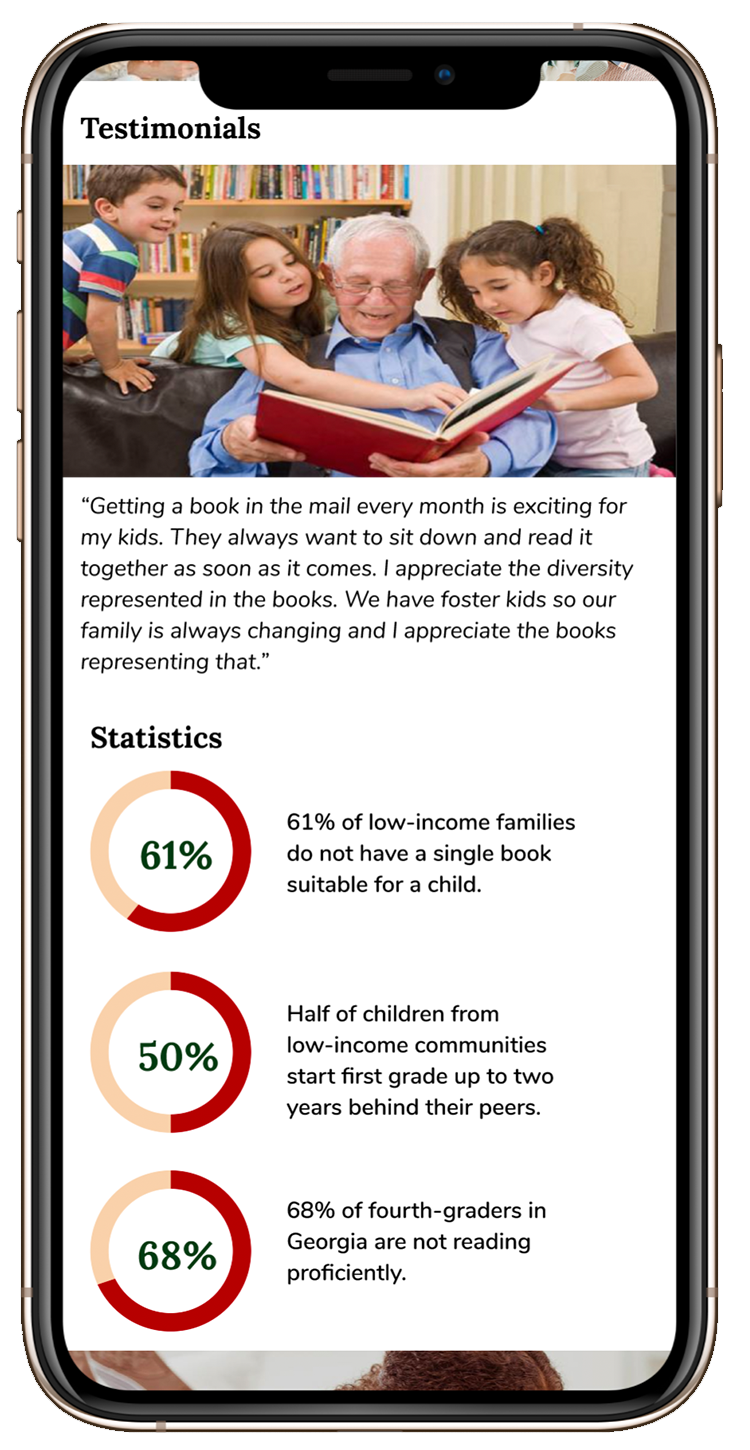 Testimonials
“Getting a book in the mail every month is exciting for
my kids. They always want to sit down and read it
together as soon as it comes. I appreciate the diversity
represented in the books. We have foster kids so our
family is always changing and I appreciate the books
representing that.”
Statistics
61%
61% of low-income families
do not have a single book
suitable for a child.
50%
Half of children from
low-income communities
start first grade up to two
years behind their peers.
68%
68% of fourth-graders in
Georgia are not reading
proficiently.